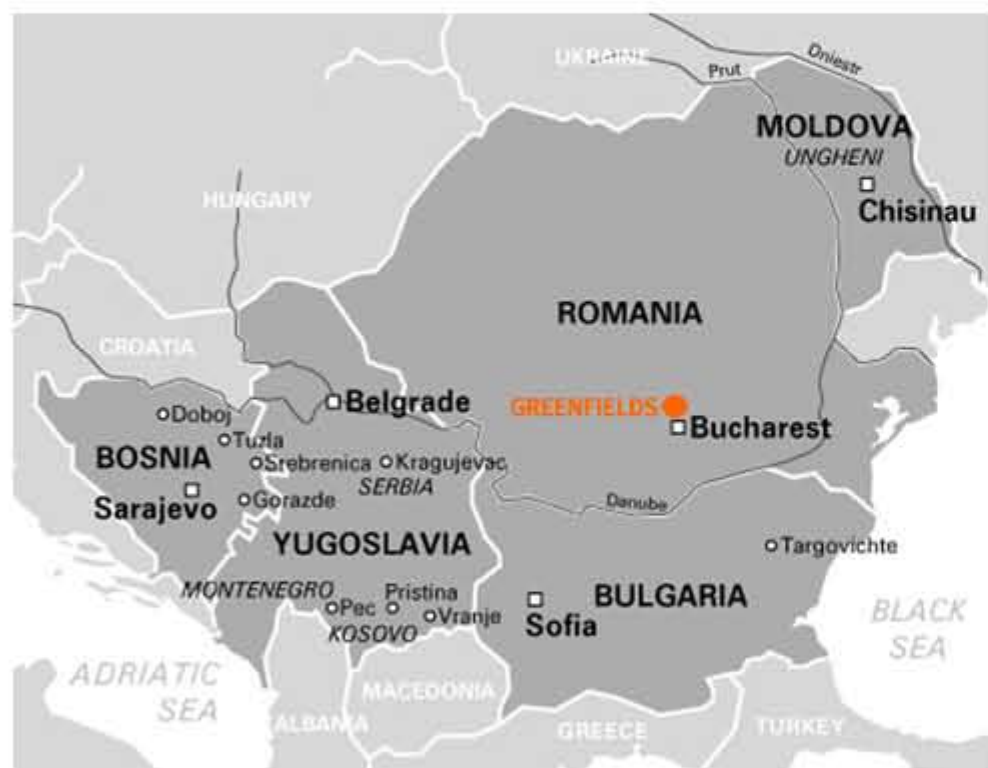 UKRAINE
Prut
Dniestr
MOLDOVA
UNGHENI
Chisinau
HUNGARY
ROMANIA
CROATIA
GREENFIELDS
Bucharest
Belgrade
Doboj
Tuzla
BOSNIA
Srebrenica
Kragujevac
SERBIA
Sarajevo
Gorazde
Danube
YUGOSLAVIA
Targovichte
MONTENEGRO
Pristina
Pec
Vranje
KOSOVO
Sofia
BULGARIA
BLACK
SEA
ADRIATIC
SEA
MACEDONIA
ALBANIA
GREECE
TURKEY